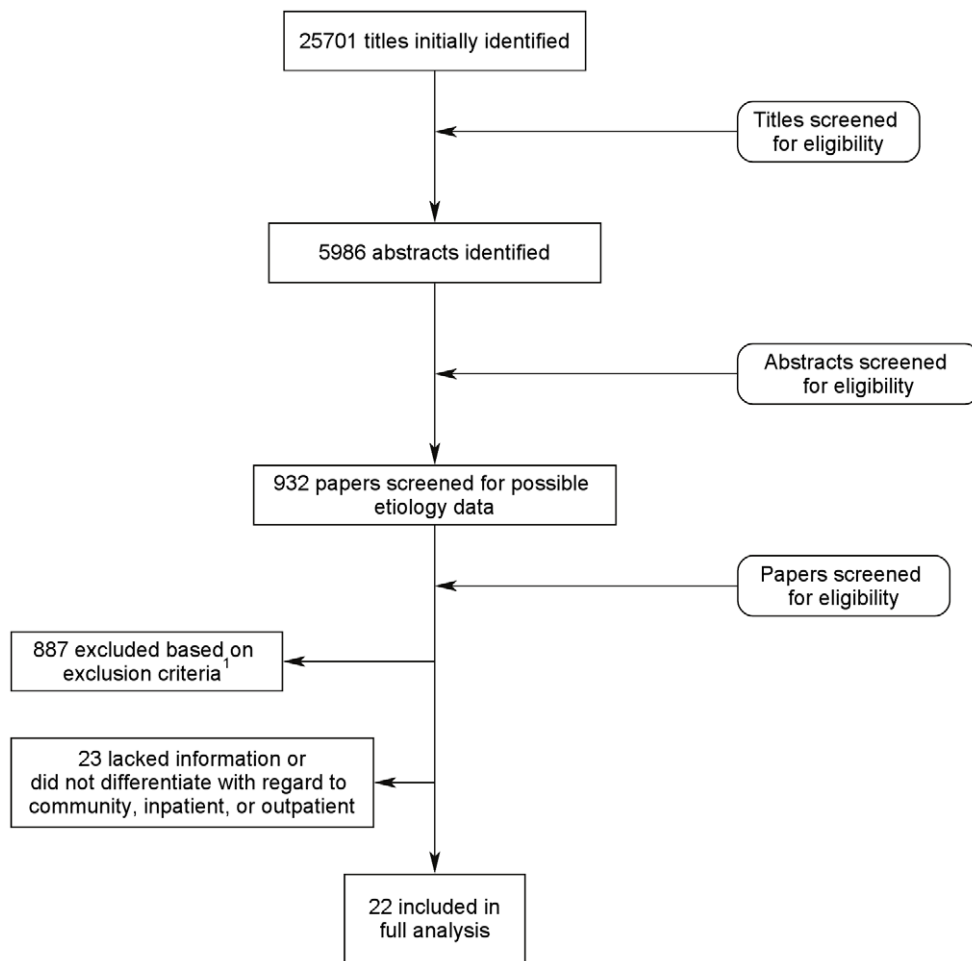 25701 titles initially identified
Titles screened
for eligibility
5986 abstracts identified
Abstracts screened
for eligibility
932 papers screened for possible
etiology data
Papers screened
for eligibility
887 excluded based on
exclusion criteria1
23 lacked information or
did not differentiate with regard to
community, inpatient, or outpatient
22 included in
full analysis